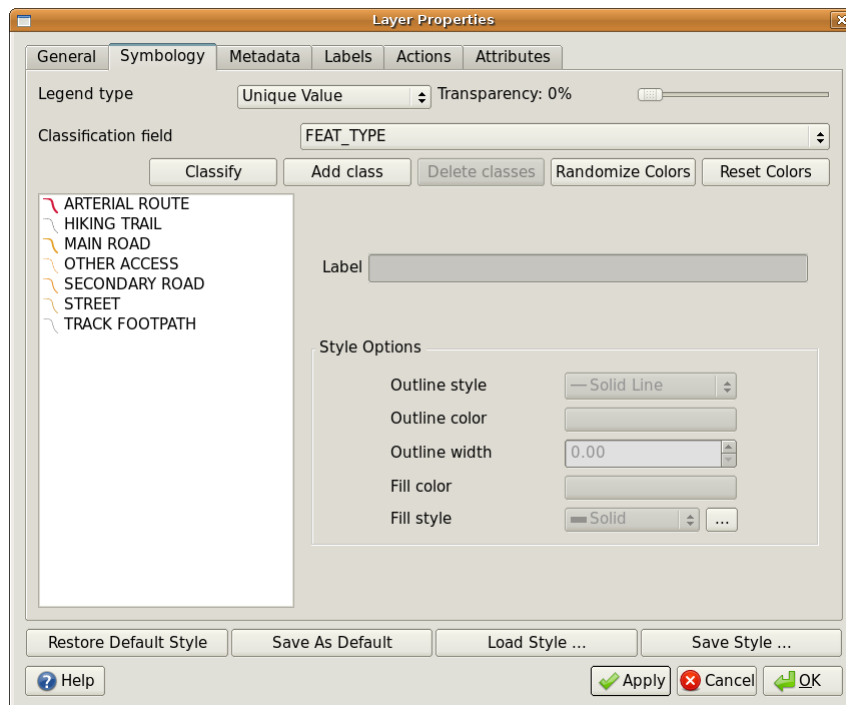 Layer Properties
General Symbology Metadata Labels Actions Attributes
Legend type Unique Value Transparency: 0%
Classification field FEAT_TYPE
Classify Add class Delete classes Randomize Colors Reset Colors
ARTERIAL ROUTE
HIKING TRAIL
MAIN ROAD
OTHER ACCESS
SECONDARY ROAD
STREET
TRACK FOOTPATH
Label
Style Options
Outline style Solid Line
Outline color
Outline width 0.00
Fill color
Fill style Solid ...
Restore Default Style Save As Default Load Style ... Save Style ...
Help Apply Cancel OK